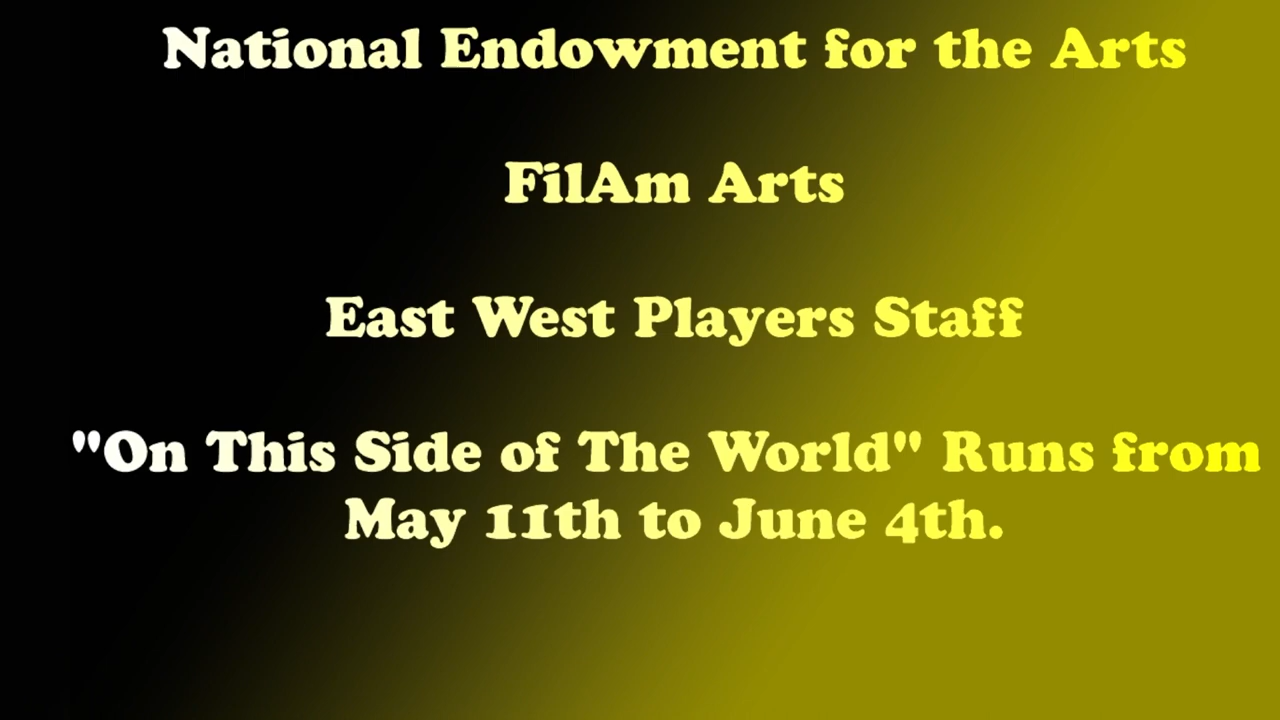 National Endowment for the Arts
FilAm Arts
East West Players Staff
"On This Side of The World" Runs from
May 11th to June 4th.